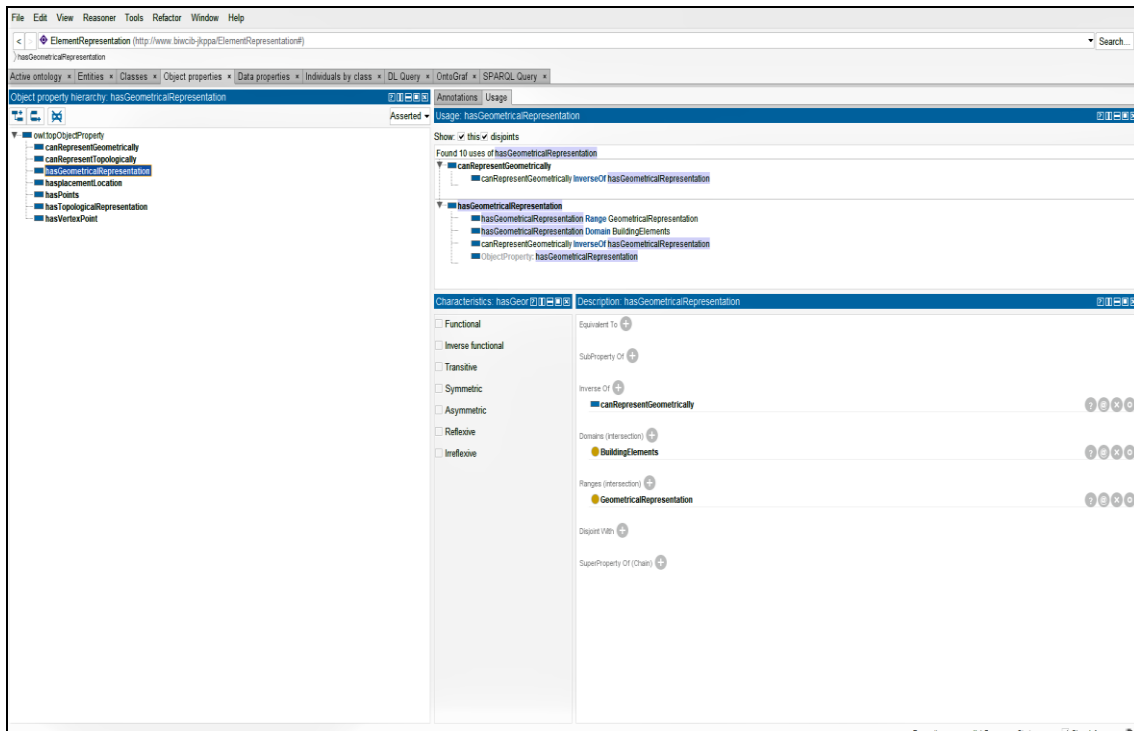 File Edit View Reasoner Tools Refactor Window Help
< > ElementRepresentation (http://www.biwcib-jkppa/ElementRepresentation#) Search...
hasGeometricalRepresentation
Active ontology × Entities × Classes × Object properties × Data properties × Individuals by class × DL Query × OntoGraf × SPARQL Query ×
Object property hierarchy: hasGeometricalRepresentation
Asserted
owl:topObjectProperty
canRepresentGeometrically
canRepresentTopologically
hasGeometricalRepresentation
hasplacementLocation
hasPoints
hasTopologicalRepresentation
hasVertexPoint
Annotations Usage
Usage: hasGeometricalRepresentation
Show: this disjoints
Found 10 uses of hasGeometricalRepresentation
canRepresentGeometrically
canRepresentGeometrically InverseOf hasGeometricalRepresentation
hasGeometricalRepresentation
hasGeometricalRepresentation Range GeometricalRepresentation
hasGeometricalRepresentation Domain BuildingElements
canRepresentGeometrically InverseOf hasGeometricalRepresentation
ObjectProperty: hasGeometricalRepresentation
Characteristics: hasGeor
Functional
Inverse functional
Transitive
Symmetric
Asymmetric
Reflexive
Irreflexive
Description: hasGeometricalRepresentation
Equivalent To
SubProperty Of
Inverse Of
canRepresentGeometrically
Domains (intersection)
BuildingElements
Ranges (intersection)
GeometricalRepresentation
Disjoint With
SuperProperty Of (Chain)